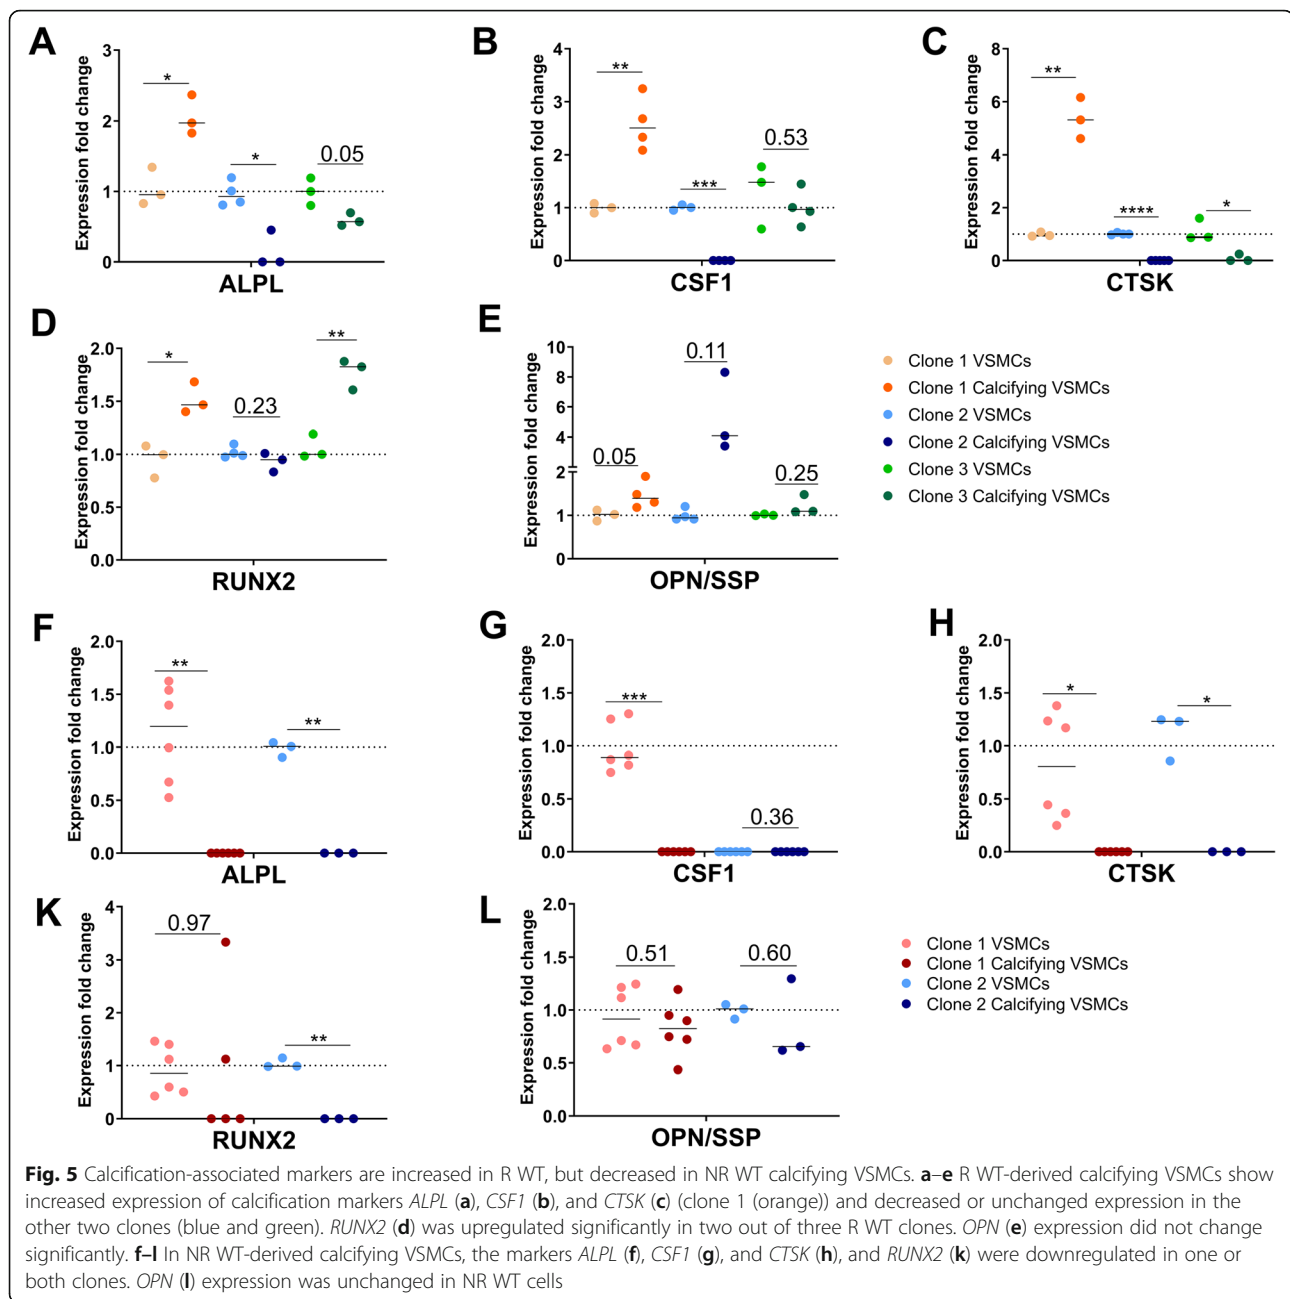 A
Expression fold change
3
2
1
0
*
*
0.05
ALPL
B
Expression fold change
4
3
2
1
0
**
***
0.53
CSF1
C
Expression fold change
8
6
4
2
0
**
****
*
CTSK
D
Expression fold change
2.0
1.5
1.0
0.5
0.0
*
0.23
**
RUNX2
E
Expression fold change
10
8
6
4
2
1
0
0.05
0.11
0.25
OPN/SSP
Clone 1 VSMCs
Clone 1 Calcifying VSMCs
Clone 2 VSMCs
Clone 2 Calcifying VSMCs
Clone 3 VSMCs
Clone 3 Calcifying VSMCs
F
Expression fold change
2.0
1.5
1.0
0.5
0.0
**
**
ALPL
G
Expression fold change
2.0
1.5
1.0
0.5
0.0
***
0.36
CSF1
H
Expression fold change
2.0
1.5
1.0
0.5
0.0
*
*
CTSK
K
Expression fold change
4
3
2
1
0
0.97
**
RUNX2
L
Expression fold change
2.0
1.5
1.0
0.5
0.0
0.51
0.60
OPN/SSP
Clone 1 VSMCs
Clone 1 Calcifying VSMCs
Clone 2 VSMCs
Clone 2 Calcifying VSMCs
Fig. 5 Calcification-associated markers are increased in R WT, but decreased in NR WT calcifying VSMCs. a–e R WT-derived calcifying VSMCs show
increased expression of calcification markers ALPL (a), CSF1 (b), and CTSK (c) (clone 1 (orange)) and decreased or unchanged expression in the
other two clones (blue and green). RUNX2 (d) was upregulated significantly in two out of three R WT clones. OPN (e) expression did not change
significantly. f–l In NR WT-derived calcifying VSMCs, the markers ALPL (f), CSF1 (g), and CTSK (h), and RUNX2 (k) were downregulated in one or
both clones. OPN (l) expression was unchanged in NR WT cells